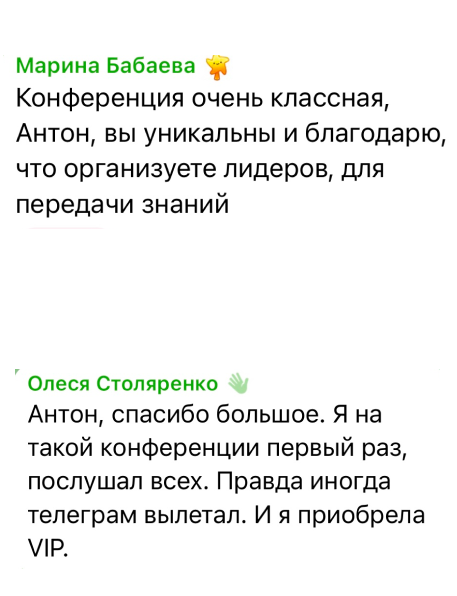 Марина Бабаева
Конференция очень классная,
Антон, вы уникальны и благодарю,
что организуете лидеров, для
передачи знаний
Олеся Столяренко
Антон, спасибо большое. Я на
такой конференции первый раз,
послушал всех. Правда иногда
телеграм вылетал. И я приобрела
VIP.